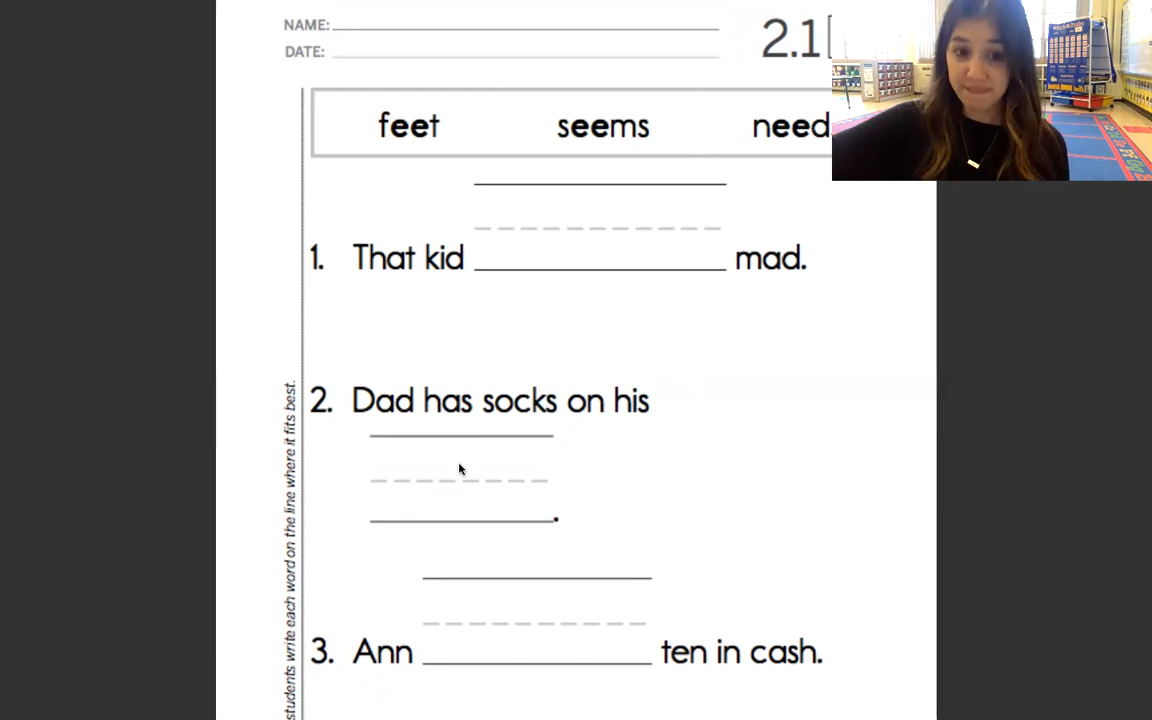 NAME:
DATE:
2.1
feet seems need
1. That kid mad.
2. Dad has socks on his
.
3. Ann ten in cash.
students write each word on the line where it fits best.